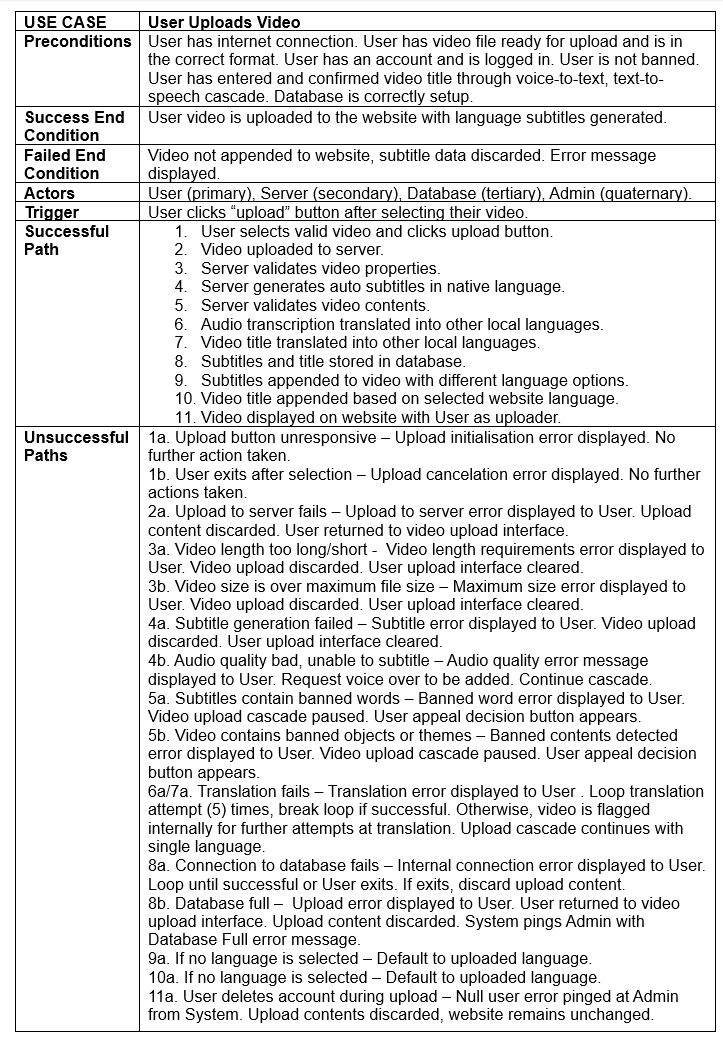 USE CASE User Uploads Video
Preconditions User has internet connection. User has video file ready for upload and is in
the correct format. User has an account and is logged in. User is not banned.
User has entered and confirmed video title through voice-to-text, text-to-
speech cascade. Database is correctly setup.
Success End User video is uploaded to the website with language subtitles generated.
Condition
Failed End Video not appended to website, subtitle data discarded. Error message
Condition displayed.
Actors User (primary), Server (secondary), Database (tertiary), Admin (quaternary).
Trigger User clicks “upload” button after selecting their video.
Successful 1. User selects valid video and clicks upload button.
Path 2. Video uploaded to server.
3. Server validates video properties.
4. Server generates auto subtitles in native language.
5. Server validates video contents.
6. Audio transcription translated into other local languages.
7. Video title translated into other local languages.
8. Subtitles and title stored in database.
9. Subtitles appended to video with different language options.
10. Video title appended based on selected website language.
11. Video displayed on website with User as uploader.
Unsuccessful 1a. Upload button unresponsive – Upload initialisation error displayed. No
Paths further action taken.
1b. User exits after selection – Upload cancelation error displayed. No further
actions taken.
2a. Upload to server fails – Upload to server error displayed to User. Upload
content discarded. User returned to video upload interface.
3a. Video length too long/short - Video length requirements error displayed to
User. Video upload discarded. User upload interface cleared.
3b. Video size is over maximum file size – Maximum size error displayed to
User. Video upload discarded. User upload interface cleared.
4a. Subtitle generation failed – Subtitle error displayed to User. Video upload
discarded. User upload interface cleared.
4b. Audio quality bad, unable to subtitle – Audio quality error message
displayed to User. Request voice over to be added. Continue cascade.
5a. Subtitles contain banned words – Banned word error displayed to User.
Video upload cascade paused. User appeal decision button appears.
5b. Video contains banned objects or themes – Banned contents detected
error displayed to User. Video upload cascade paused. User appeal decision
button appears.
6a/7a. Translation fails – Translation error displayed to User . Loop translation
attempt (5) times, break loop if successful. Otherwise, video is flagged
internally for further attempts at translation. Upload cascade continues with
single language.
8a. Connection to database fails – Internal connection error displayed to User.
Loop until successful or User exits. If exits, discard upload content.
8b. Database full – Upload error displayed to User. User returned to video
upload interface. Upload content discarded. System pings Admin with
Database Full error message.
9a. If no language is selected – Default to uploaded language.
10a. If no language is selected – Default to uploaded language.
11a. User deletes account during upload – Null user error pinged at Admin
from System. Upload contents discarded, website remains unchanged.